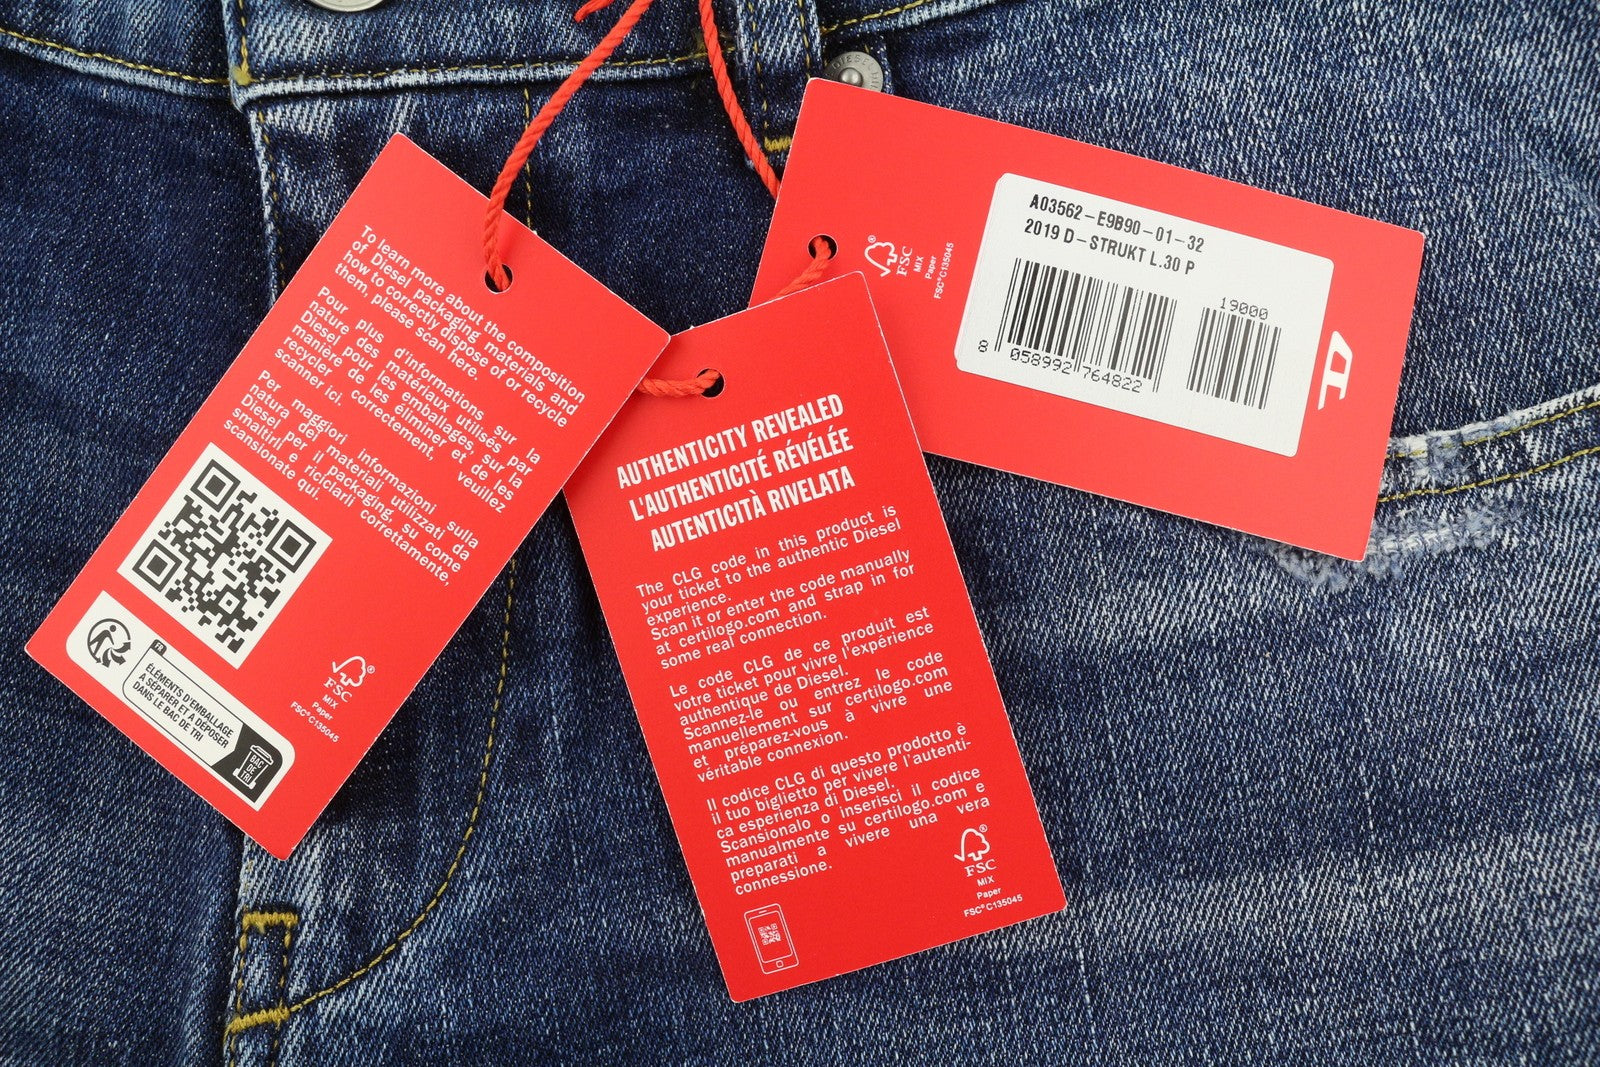 To learn more about the composition
of Diesel packaging materials and
how to correctly dispose of or recycle
them, please scan here.
Pour plus d'informations sur la
nature des matériaux utilisés par
Diesel pour les emballages sur la
manière de les éliminer et de les
recycler correctement, veuillez
scanner ici.
Per maggiori informazioni sulla
natura dei materiali utilizzati da
Diesel per il packaging, su come
smaltirli e riciclarli correttamente,
scansionate qui.
FR
ÉLÉMENTS D'EMBALLAGE
A SÉPARER ET A DÉPOSER
DANS LE BAC DE TRI
BAC
DE
TRI
FSC
MIX
Paper
FSC® C135045
AUTHENTICITY REVEALED
L'AUTHENTICITÉ RÉVÉLÉE
AUTENTICITÀ RIVELATA
The CLG code in this product is
your ticket to the authentic Diesel
experience.
Scan it or enter the code manually
at certilogo.com and strap in for
some real connection.
Le code CLG de ce produit est
votre ticket pour vivre l'expérience
authentique de Diesel.
Scannez-le ou entrez le code
manuellement sur certilogo.com
et préparez-vous à vivre une
véritable connexion.
Il codice CLG di questo prodotto è
il tuo biglietto per vivere l'autenti-
ca esperienza di Diesel.
Scansionalo o inserisci il codice
manualmente su certilogo.com e
preparati a vivere una vera
connessione.
FSC
MIX
Paper
FSC® C135045
FSC
MIX
Paper
FSC® C135045
A03562-E9B90-01-32
2019 D-STRUKT L.30 P
19000
8 058992 764822
D
DIESEL